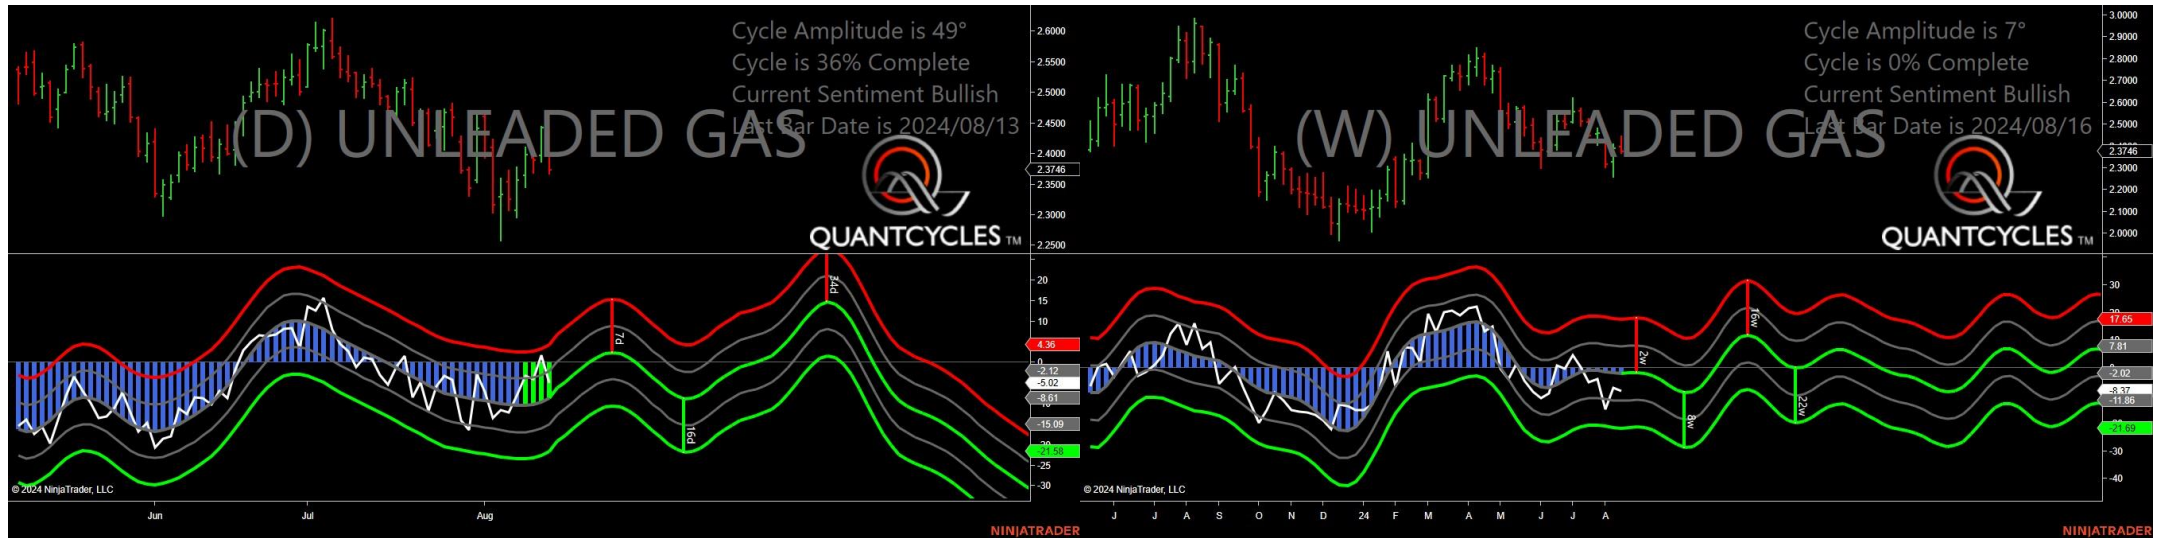 Cycle Amplitude is 49°
Cycle is 36% Complete
Current Sentiment Bullish
Last Bar Date is 2024/08/13
(D) UNLEADED GAS
QUANTCYCLES TM
2.6000
2.5500
2.5000
2.4500
2.4000
2.3746
2.3500
2.3000
2.2500
7d
16d
34d
20
15
10
4.36
0
-2.12
-5.02
-8.61
-15.09
-21.58
-25
-30
© 2024 NinjaTrader, LLC
Jun Jul Aug
NINJATRADER
Cycle Amplitude is 7°
Cycle is 0% Complete
Current Sentiment Bullish
Last Bar Date is 2024/08/16
(W) UNLEADED GAS
QUANTCYCLES TM
3.0000
2.9000
2.8000
2.7000
2.6000
2.5000
2.3746
2.3000
2.2000
2.1000
2.0000
2w
8w
16w
22w
30
17.65
7.81
-2.02
-8.37
-11.86
-21.69
-30
-40
© 2024 NinjaTrader, LLC
J J A S O N D 24 F M A M J J A
NINJATRADER